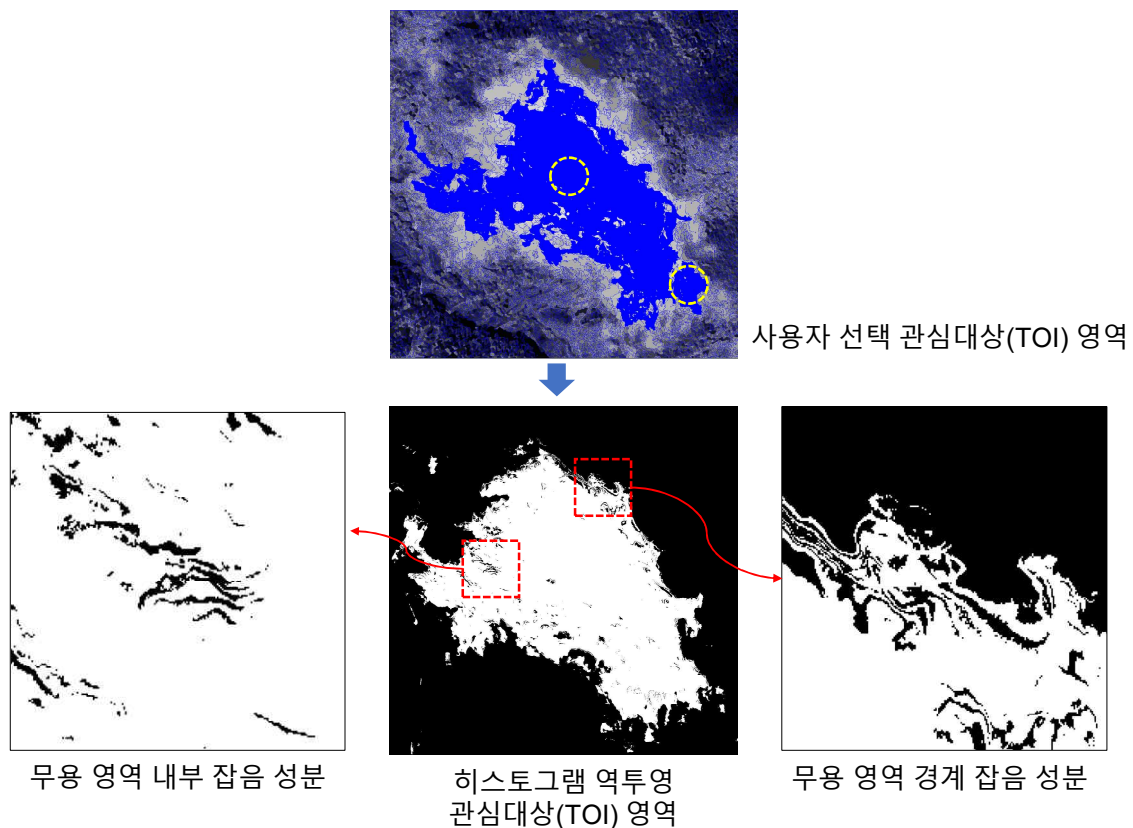 사용자 선택 관심대상(TOI) 영역
무용 영역 내부 잡음 성분
히스토그램 역투영
관심대상(TOI) 영역
무용 영역 경계 잡음 성분